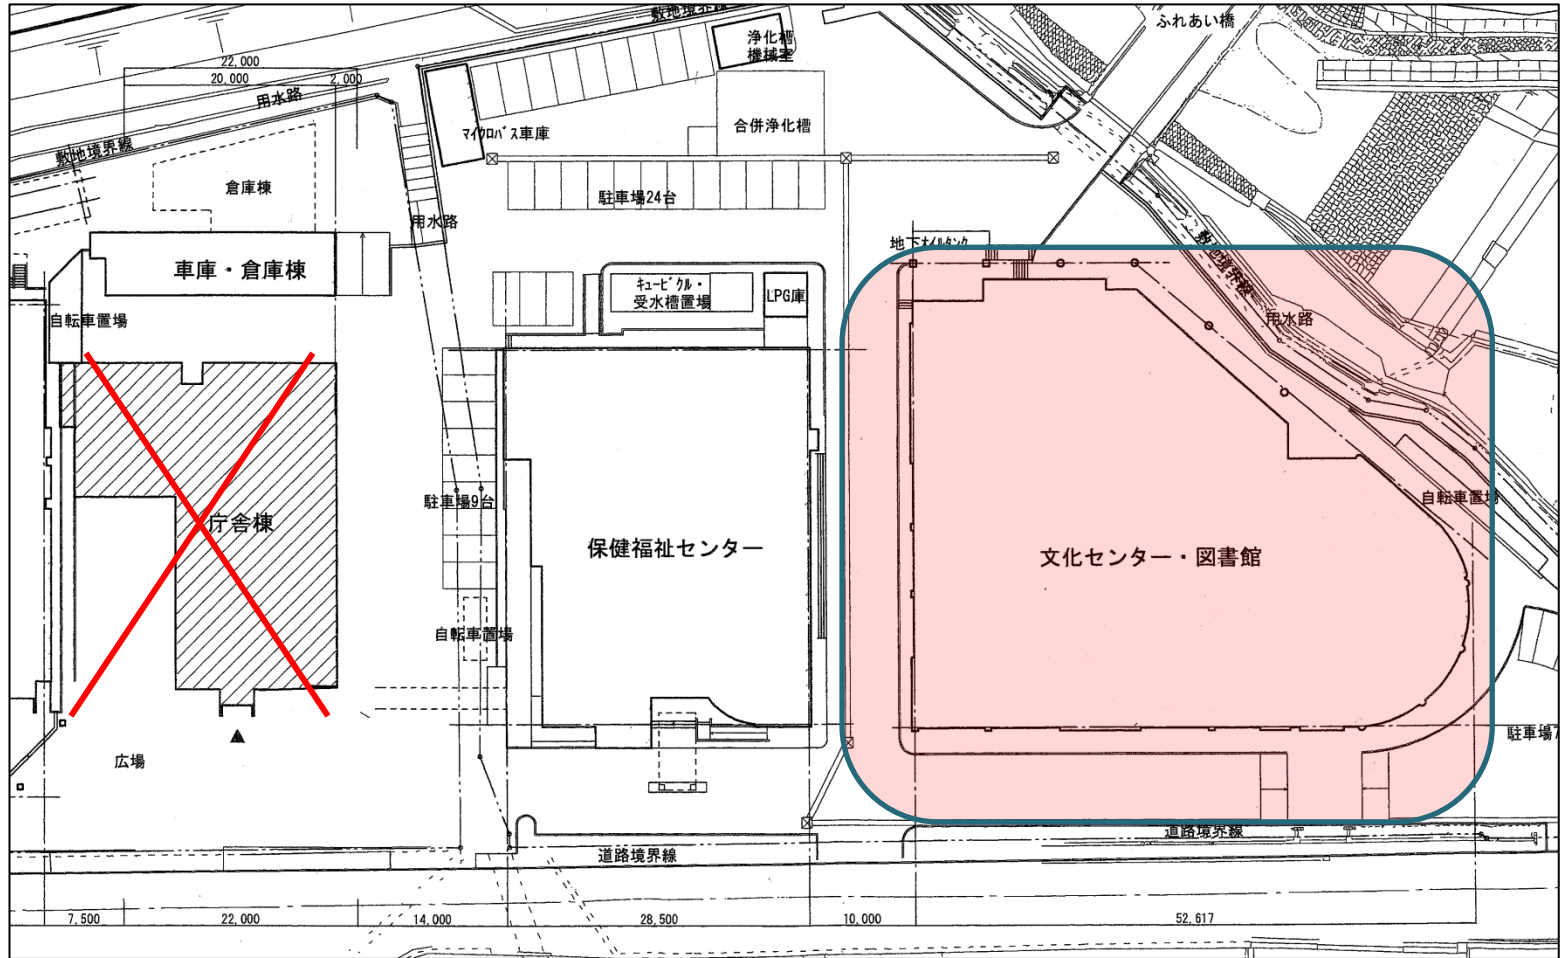 敷地境界線
ふれあい橋
浄化槽
機械室
22,000
20,000
2,000
用水路
マイクロバス車庫
合併浄化槽
敷地境界線
倉庫棟
駐車場24台
用水路
地下オイルタンク
敷地境界線
車庫・倉庫棟
キュービクル・
受水槽置場
LPG庫
自転車置場
用水路
駐車場9台
自転車置場
庁舎棟
保健福祉センター
文化センター・図書館
自転車置場
広場
駐車場7
道路境界線
道路境界線
7,500
22,000
14,000
28,500
10,000
52,617